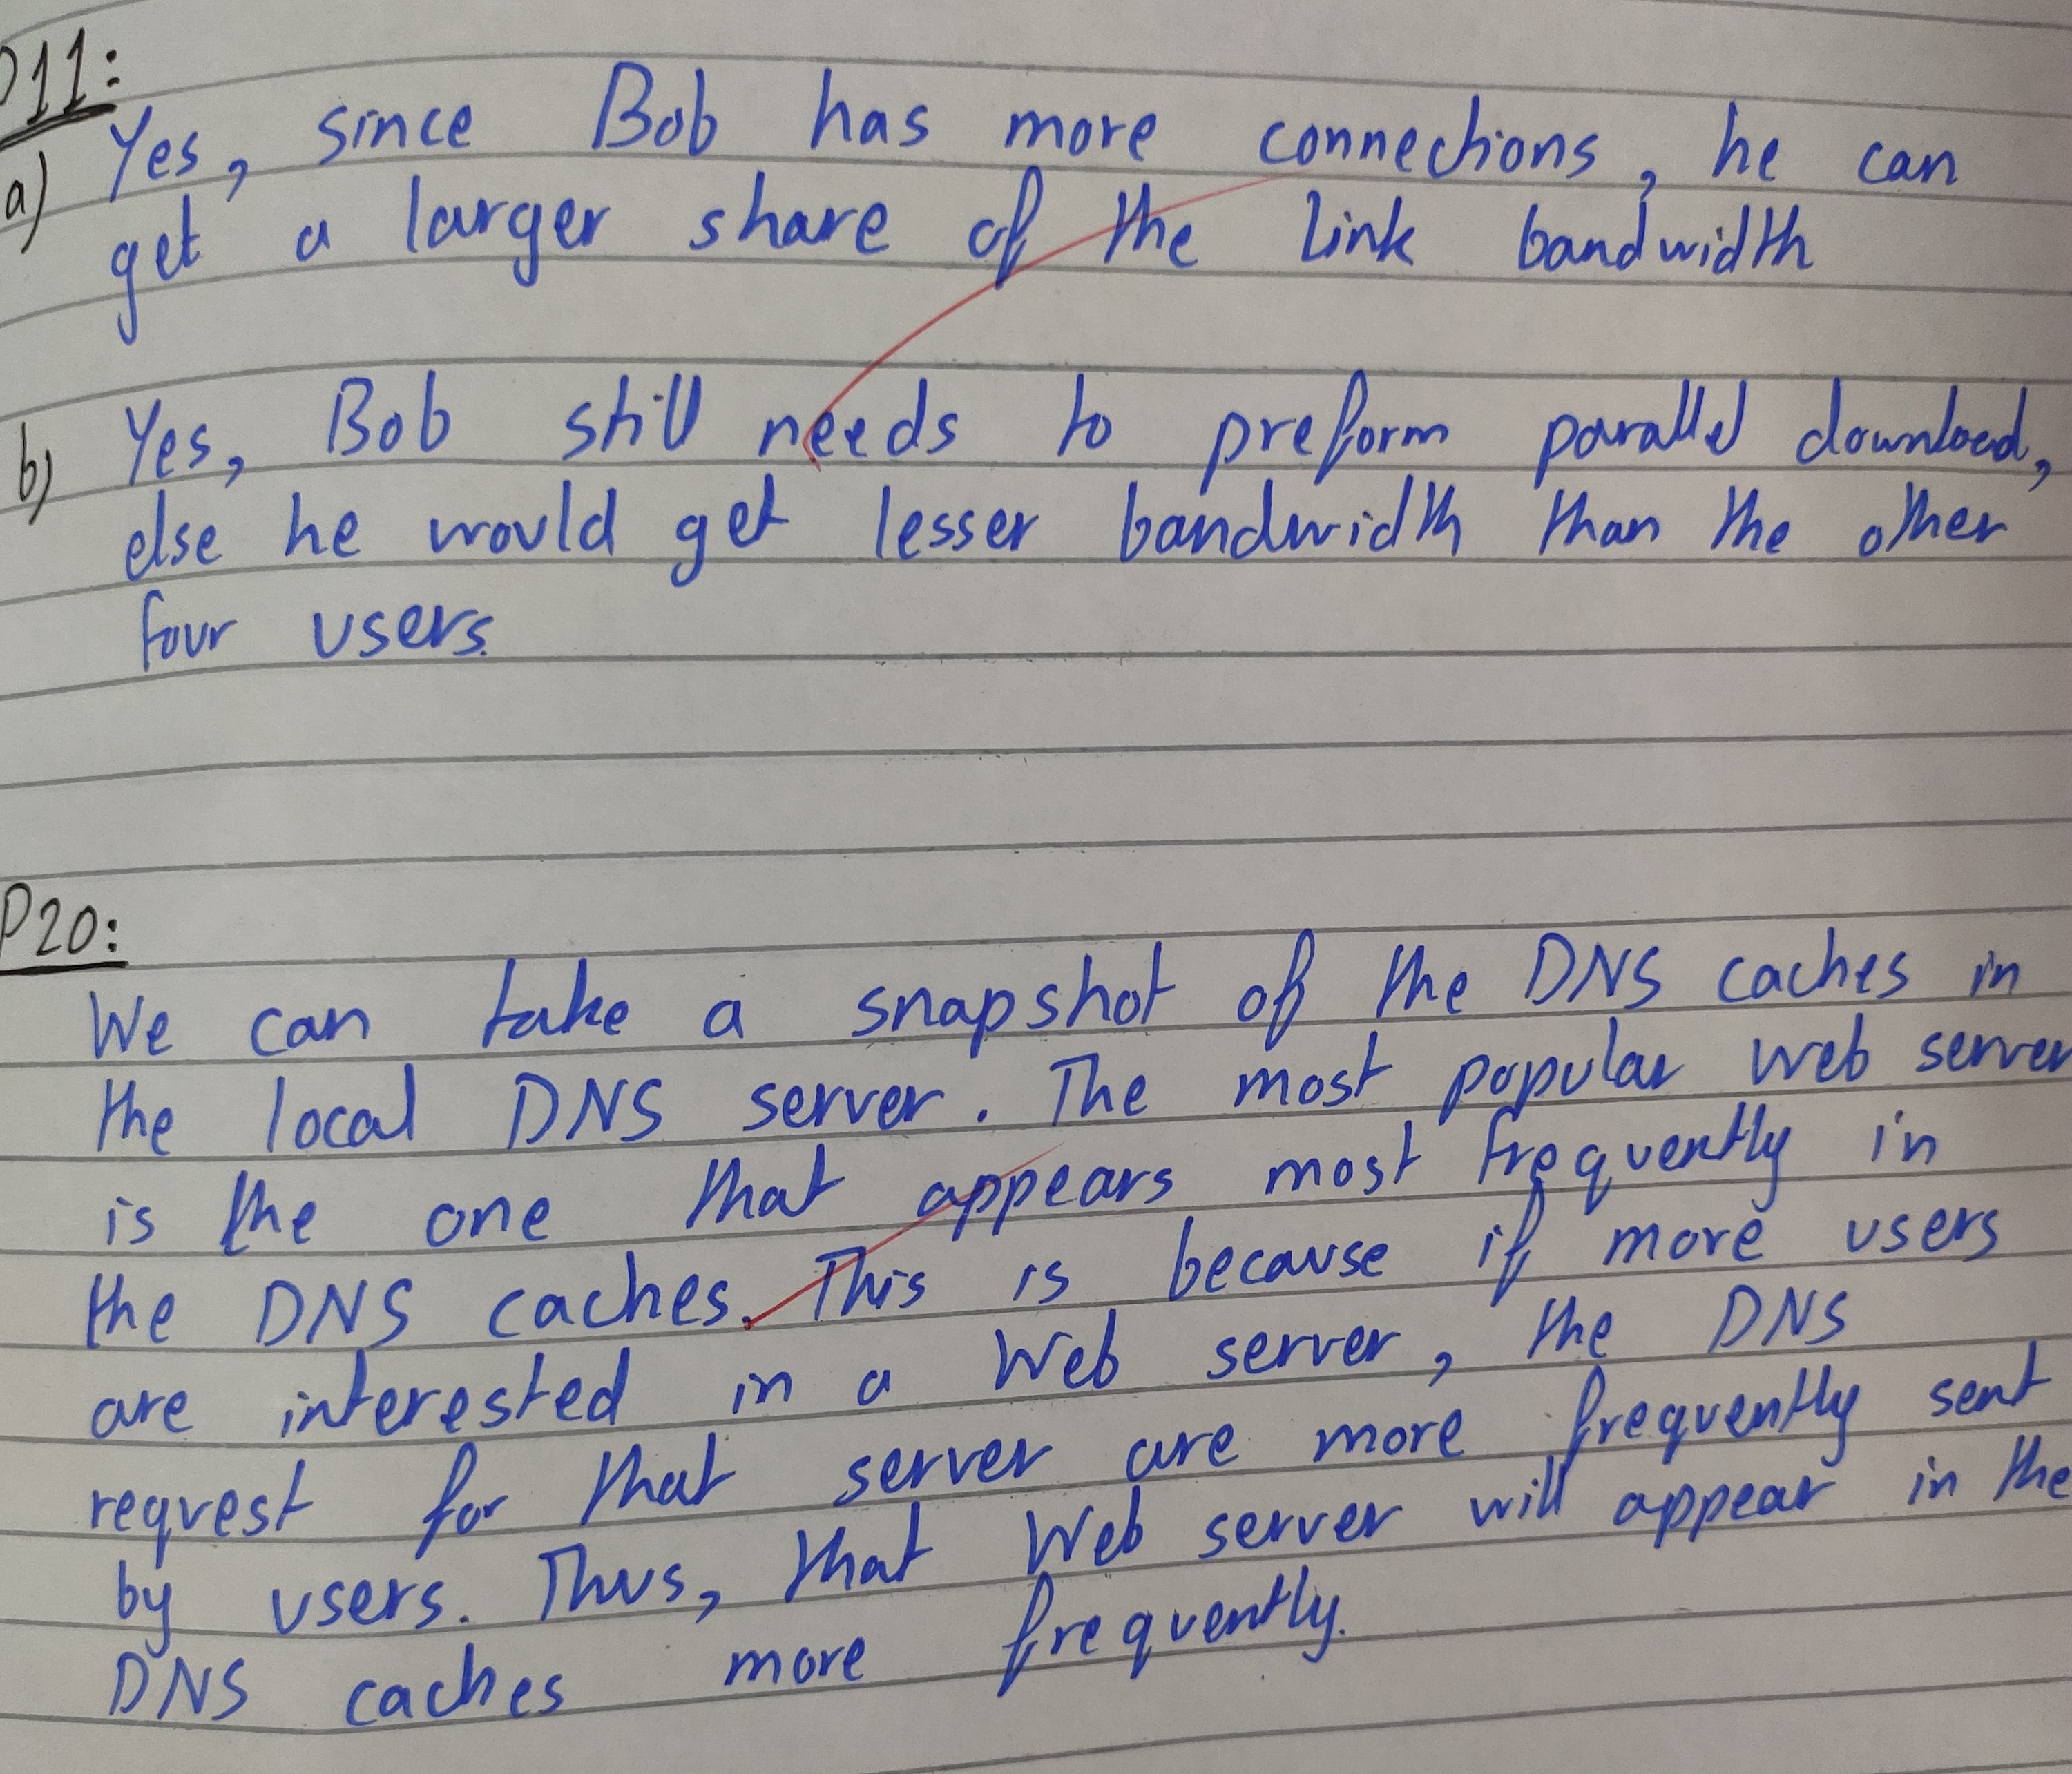 P11:
a) Yes, since Bob has more connections, he can
get a larger share of the link bandwidth
b) Yes, Bob still needs to preform parallel download,
else he would get lesser bandwidth than the other
four users.
P20:
We can take a snapshot of the DNS caches in
the local DNS server. The most popular Web server
is the one that appears most frequently in
the DNS caches. This is because if more users
are interested in a Web server, the DNS
request for that server are more frequently sent
by users. Thus, that Web server will appear in the
DNS caches more frequently.